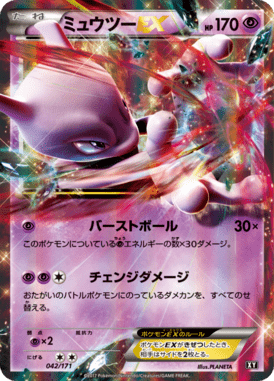 たね
ミュウツーEX
HP170
バーストボール 30×
このポケモンについている超エネルギーの数×30ダメージ。
チェンジダメージ
おたがいのバトルポケモンにのっているダメカンを、すべてのせ
替える。
弱点
×2
抵抗力
にげる
ポケモンEXのルール
ポケモンEXがきぜつしたとき、
相手はサイドを2枚とる。
042/171
illus.PLANETA
XY